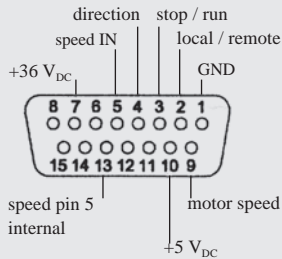 direction stop / run
speed IN local / remote
+36 V_DC GND
8 7 6 5 4 3 2 1
15 14 13 12 11 10 9
speed pin 5 motor speed
internal
+5 V_DC